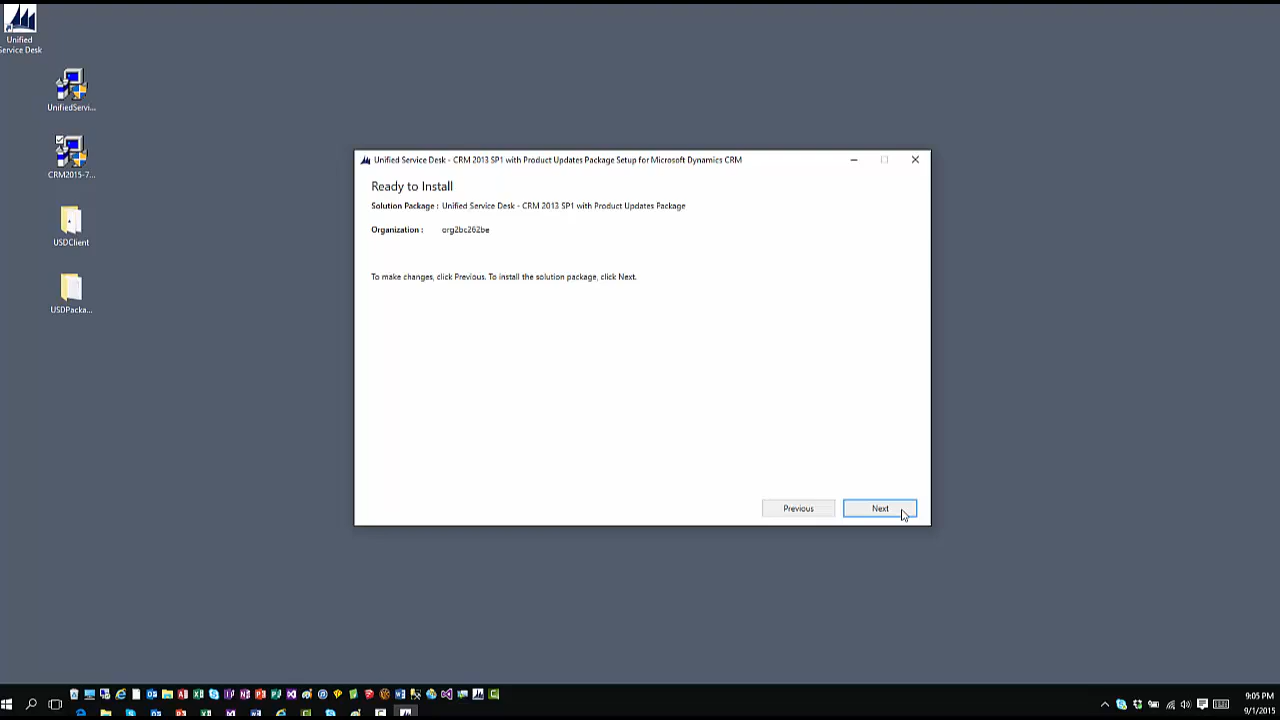 Unified
Service Desk
UnifiedServi...
CRM2015-7...
USDClient
USDPacka...
Unified Service Desk - CRM 2013 SP1 with Product Updates Package Setup for Microsoft Dynamics CRM
Ready to Install
Solution Package : Unified Service Desk - CRM 2013 SP1 with Product Updates Package
Organization : org2bc262be
To make changes, click Previous. To install the solution package, click Next.
Previous
Next
9:05 PM
9/1/2015